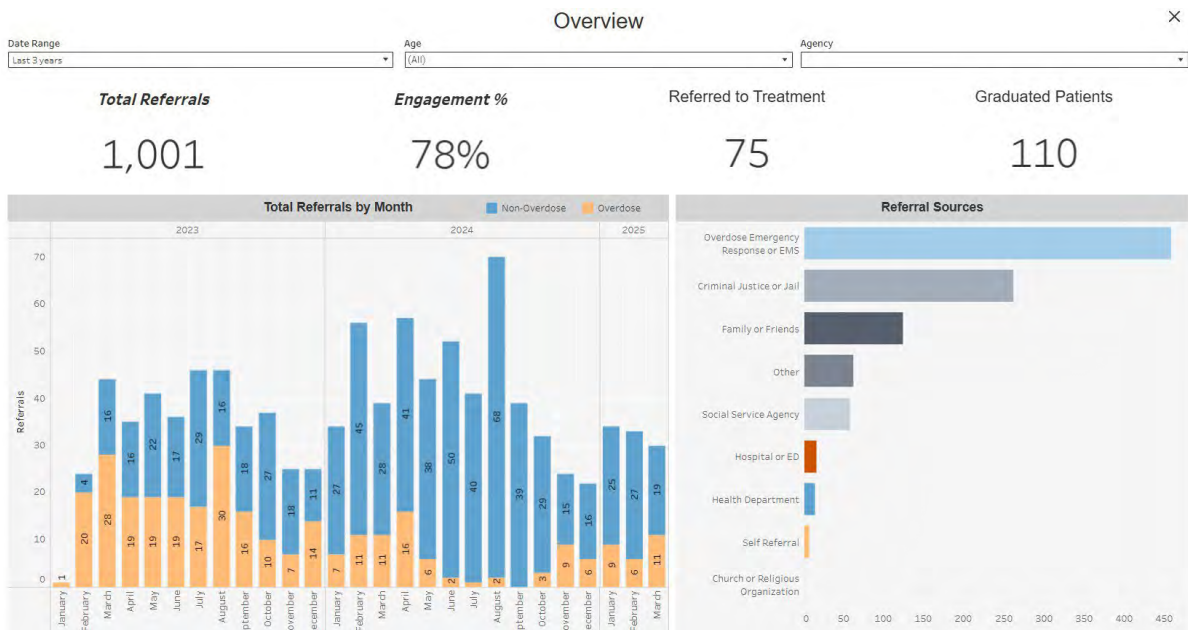 Overview
Date Range
Age
Agency
Last 3 years
(All)
Total Referrals
Engagement %
Referred to Treatment
Graduated Patients
1,001
78%
75
110
Total Referrals by Month
Non-Overdose
Overdose
2023
2024
2025
Referrals
70
60
50
40
30
20
10
0
1
4
20
16
28
16
19
22
19
17
19
29
17
16
30
18
16
27
10
18
7
11
14
27
7
45
11
28
11
41
16
38
6
50
2
40
68
2
39
29
3
15
9
16
6
25
9
27
6
19
11
January
February
March
April
May
June
July
August
eptember
October
ovember
ecember
January
February
March
April
May
June
July
August
eptember
October
ovember
ecember
January
February
March
Referral Sources
Overdose Emergency
Response or EMS
Criminal Justice or Jail
Family or Friends
Other
Social Service Agency
Hospital or ED
Health Department
Self Referral
Church or Religious
Organization
0
50
100
150
200
250
300
350
400
450